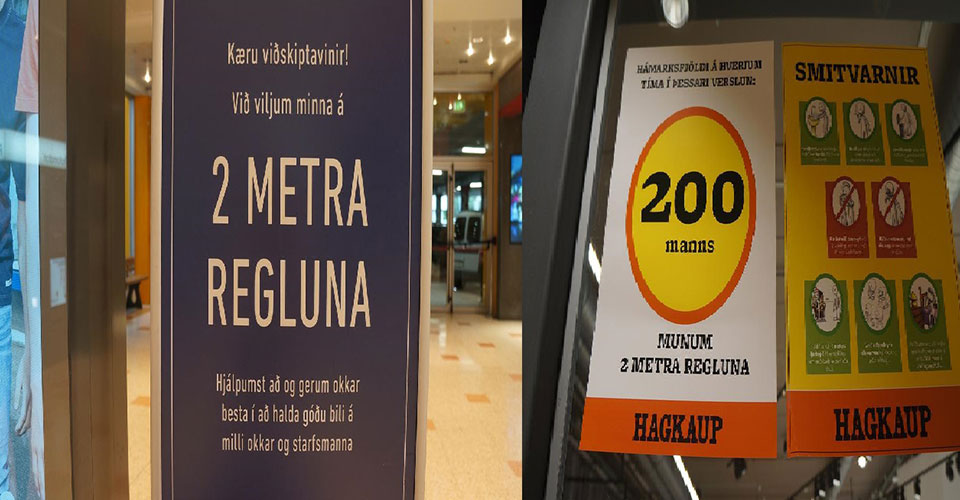 Kæru viðskiptavinir!
Við viljum minna á
2 METRA
REGLUNA
Hjálpumst að og gerum okkar
besta í að halda góðu bili á
milli okkar og starfsmanna
HÁMARKSFJÖLDI Á HVERJUM
TÍMA Í ÞESSARI VERSLUN:
200
manns
MUNUM
2 METRA REGLUNA
HAGKAUP
SMITVARNIR
HAGKAUP